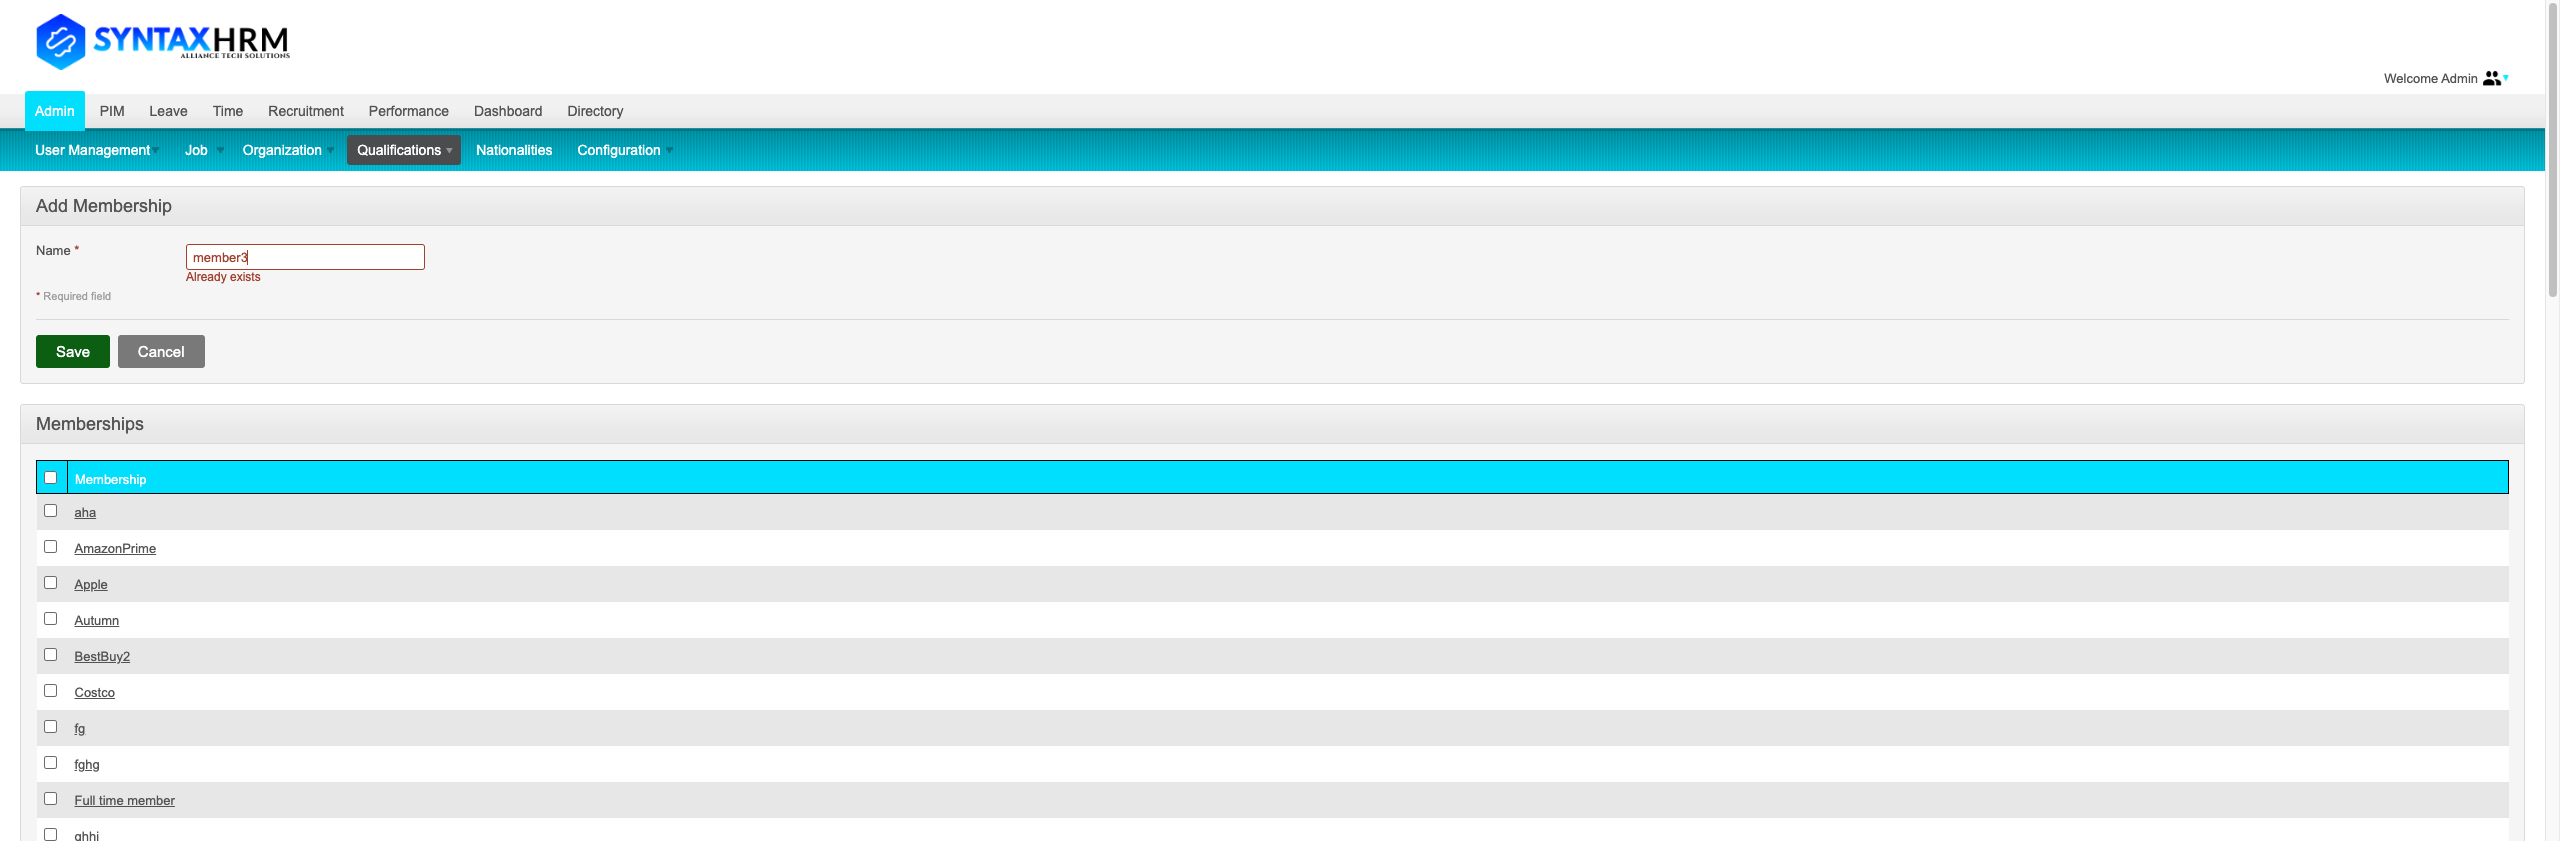 SYNTAXHRM
ALLIANCE TECH SOLUTIONS
Welcome Admin
Admin PIM Leave Time Recruitment Performance Dashboard Directory
User Management Job Organization Qualifications Nationalities Configuration
Add Membership
Name *
member3
Already exists
* Required field
Save Cancel
Memberships
Membership
aha
AmazonPrime
Apple
Autumn
BestBuy2
Costco
fg
fghg
Full time member
ghhj